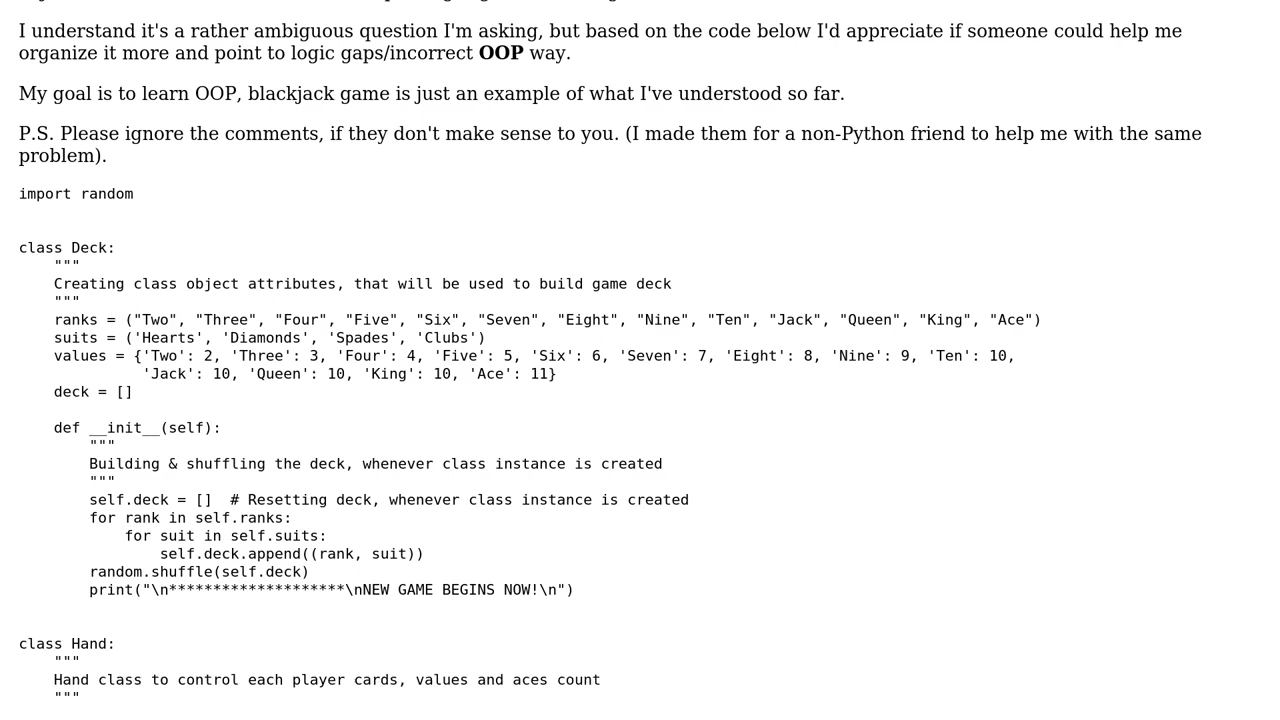 I understand it's a rather ambiguous question I'm asking, but based on the code below I'd appreciate if someone could help me
organize it more and point to logic gaps/incorrect OOP way.
My goal is to learn OOP, blackjack game is just an example of what I've understood so far.
P.S. Please ignore the comments, if they don't make sense to you. (I made them for a non-Python friend to help me with the same
problem).
import random
class Deck:
    """
    Creating class object attributes, that will be used to build game deck
    """
    ranks = ("Two", "Three", "Four", "Five", "Six", "Seven", "Eight", "Nine", "Ten", "Jack", "Queen", "King", "Ace")
    suits = ('Hearts', 'Diamonds', 'Spades', 'Clubs')
    values = {'Two': 2, 'Three': 3, 'Four': 4, 'Five': 5, 'Six': 6, 'Seven': 7, 'Eight': 8, 'Nine': 9, 'Ten': 10,
              'Jack': 10, 'Queen': 10, 'King': 10, 'Ace': 11}
    deck = []
    def __init__(self):
        """
        Building & shuffling the deck, whenever class instance is created
        """
        self.deck = []  # Resetting deck, whenever class instance is created
        for rank in self.ranks:
            for suit in self.suits:
                self.deck.append((rank, suit))
        random.shuffle(self.deck)
        print("\n********************\nNEW GAME BEGINS NOW!\n")
class Hand:
    """
    Hand class to control each player cards, values and aces count
    """